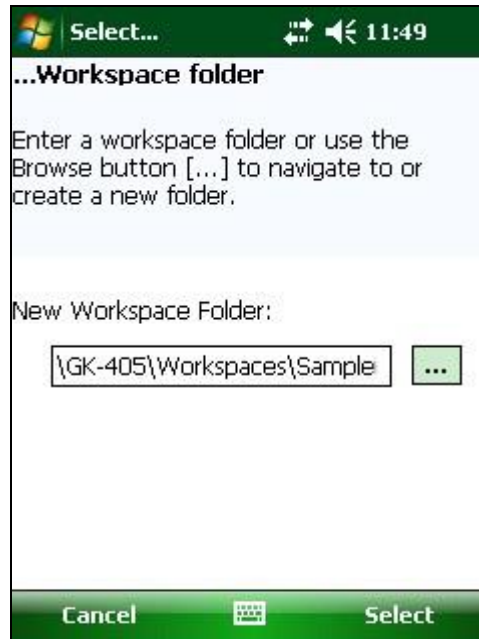 Select... 11:49
...Workspace folder
Enter a workspace folder or use the
Browse button [...] to navigate to or
create a new folder.
New Workspace Folder:
\GK-405\Workspaces\Sample
...
Cancel Select